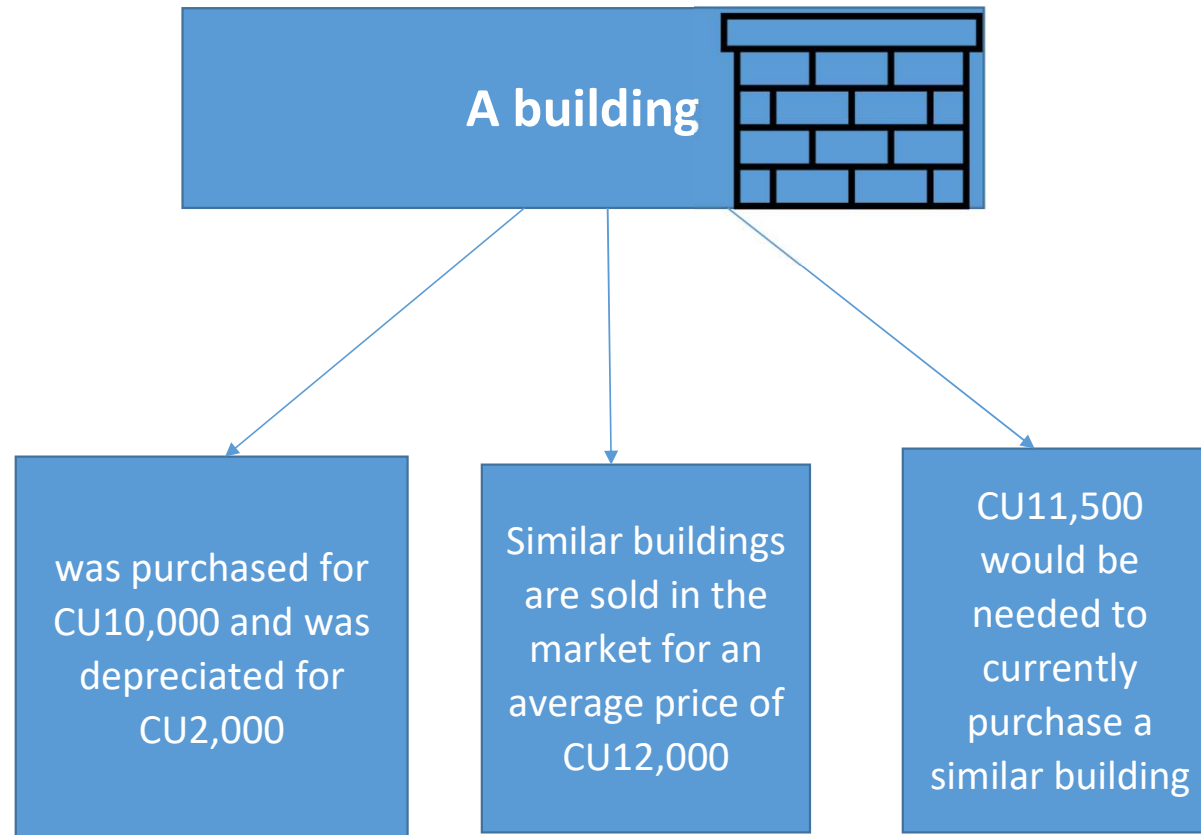 A building
was purchased for
CU10,000 and was
depreciated for
CU2,000
Similar buildings
are sold in the
market for an
average price of
CU12,000
CU11,500
would be
needed to
currently
purchase a
similar building